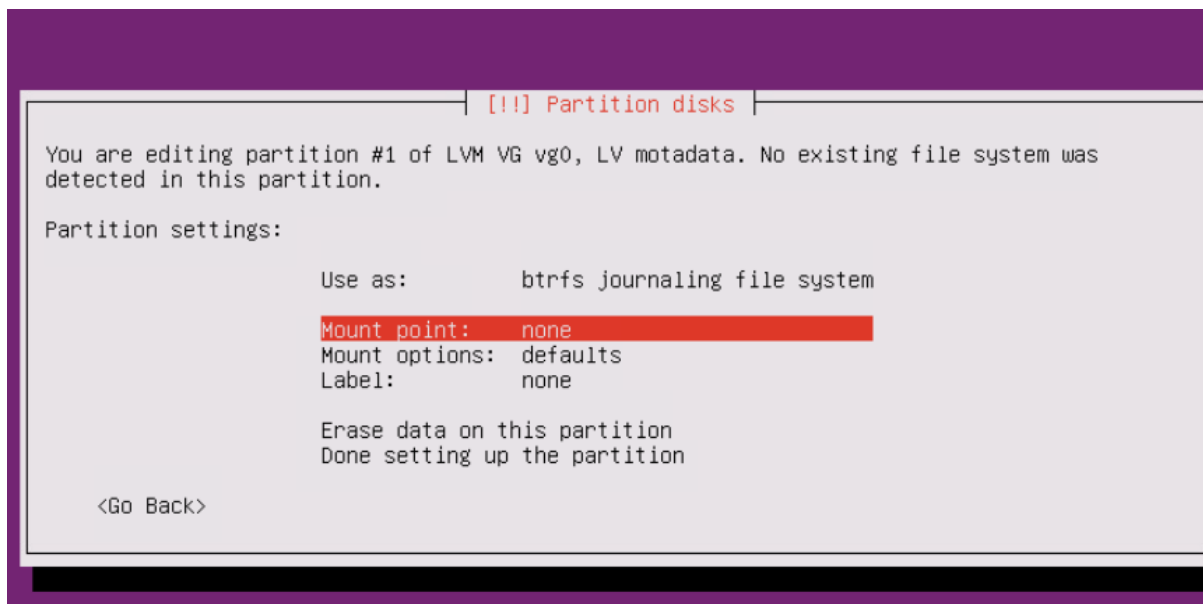 [!!] Partition disks
You are editing partition #1 of LVM VG vg0, LV motadata. No existing file system was
detected in this partition.
Partition settings:
Use as: btrfs journaling file system
Mount point: none
Mount options: defaults
Label: none
Erase data on this partition
Done setting up the partition
<Go Back>